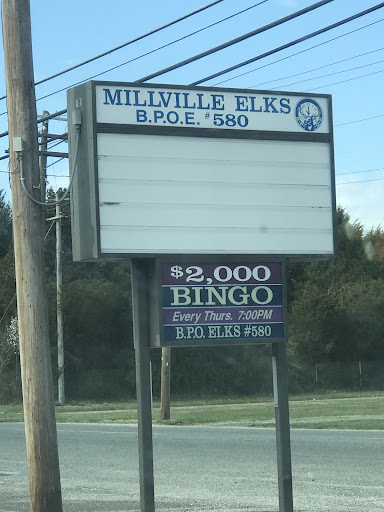 MILLVILLE ELKS
B.P.O.E. #580
$2,000
BINGO
Every Thurs. 7:00PM
B.P.O. ELKS #580